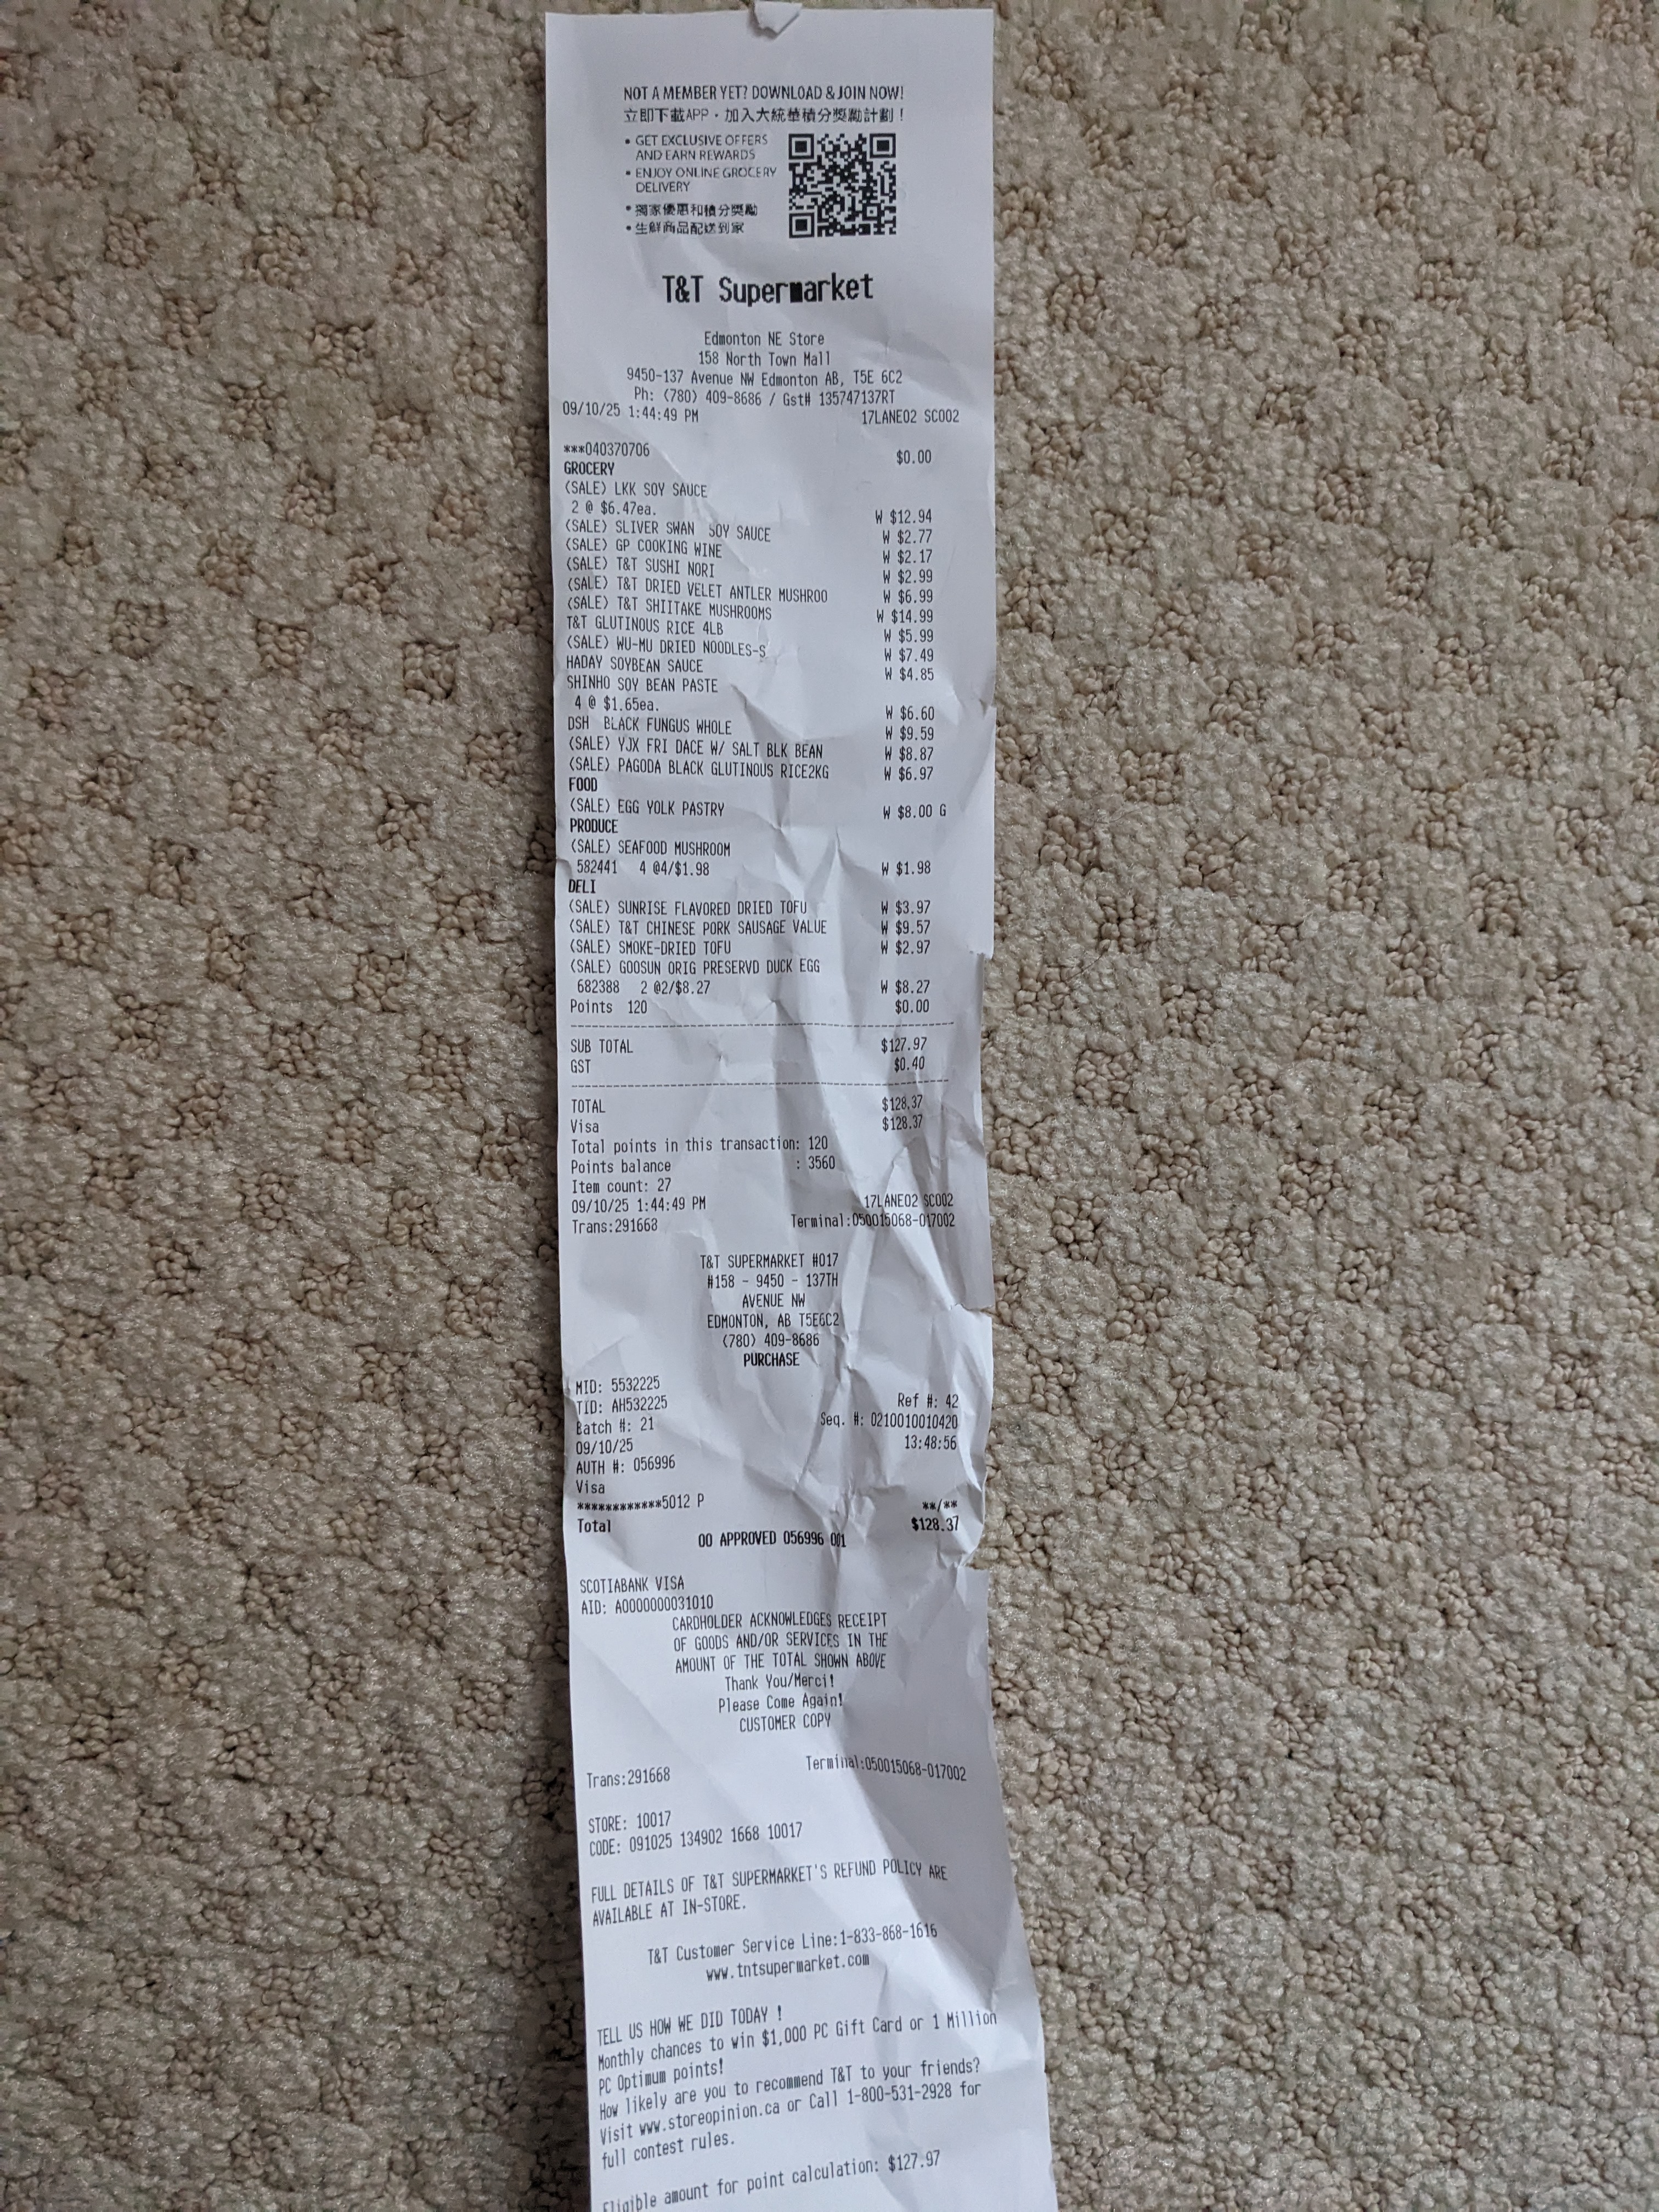 NOT A MEMBER YET? DOWNLOAD & JOIN NOW!
立即下載APP，加入大統華積分獎勵計劃！
• GET EXCLUSIVE OFFERS
AND EARN REWARDS
• ENJOY ONLINE GROCERY
DELIVERY
• 獨家優惠和積分獎勵
• 生鮮商品配送到家
T&T Supermarket
Edmonton NE Store
158 North Town Mall
9450-137 Avenue NW Edmonton AB, T5E 6C2
Ph: (780) 409-8686 / Gst# 135747137RT
09/10/25 1:44:49 PM 17LANE02 SCO02
***040370706 $0.00
GROCERY
(SALE) LKK SOY SAUCE
2 @ $6.47ea. W $12.94
(SALE) SLIVER SWAN SOY SAUCE W $2.77
(SALE) GP COOKING WINE W $2.17
(SALE) T&T SUSHI NORI W $2.99
(SALE) T&T DRIED VELET ANTLER MUSHROO W $6.99
(SALE) T&T SHIITAKE MUSHROOMS W $14.99
T&T GLUTINOUS RICE 4LB W $5.99
(SALE) WU-MU DRIED NOODLES-S W $7.49
HADAY SOYBEAN SAUCE W $4.85
SHINHO SOY BEAN PASTE
4 @ $1.65ea. W $6.60
DSH BLACK FUNGUS WHOLE W $9.59
(SALE) YJX FRI DACE W/ SALT BLK BEAN W $8.87
(SALE) PAGODA BLACK GLUTINOUS RICE2KG W $6.97
FOOD
(SALE) EGG YOLK PASTRY W $8.00 G
PRODUCE
(SALE) SEAFOOD MUSHROOM
582441 4 @4/$1.98 W $1.98
DELI
(SALE) SUNRISE FLAVORED DRIED TOFU W $3.97
(SALE) T&T CHINESE PORK SAUSAGE VALUE W $9.57
(SALE) SMOKE-DRIED TOFU W $2.97
(SALE) GOOSUN ORIG PRESERVD DUCK EGG
682388 2 @2/$8.27 W $8.27
Points 120 $0.00
SUB TOTAL $127.97
GST $0.40
TOTAL $128.37
Visa $128.37
Total points in this transaction: 120
Points balance : 3560
Item count: 27
09/10/25 1:44:49 PM 17LANE02 SCO02
Trans:291668 Terminal:050015068-017002
T&T SUPERMARKET #017
#158 - 9450 - 137TH
AVENUE NW
EDMONTON, AB T5E6C2
(780) 409-8686
PURCHASE
MID: 5532225
TID: AH532225 Ref #: 42
Batch #: 21 Seq. #: 0210010010420
09/10/25 13:48:56
AUTH #: 056996
Visa
************5012 P **/**
Total $128.37
00 APPROVED 056996 001
SCOTIABANK VISA
AID: A0000000031010
CARDHOLDER ACKNOWLEDGES RECEIPT
OF GOODS AND/OR SERVICES IN THE
AMOUNT OF THE TOTAL SHOWN ABOVE
Thank You/Merci!
Please Come Again!
CUSTOMER COPY
Trans:291668 Terminal:050015068-017002
STORE: 10017
CODE: 091025 134902 1668 10017
FULL DETAILS OF T&T SUPERMARKET'S REFUND POLICY ARE
AVAILABLE AT IN-STORE.
T&T Customer Service Line:1-833-868-1616
www.tntsupermarket.com
TELL US HOW WE DID TODAY !
Monthly chances to win $1,000 PC Gift Card or 1 Million
PC Optimum points!
How likely are you to recommend T&T to your friends?
Visit www.storeopinion.ca or Call 1-800-531-2928 for
full contest rules.
Eligible amount for point calculation: $127.97